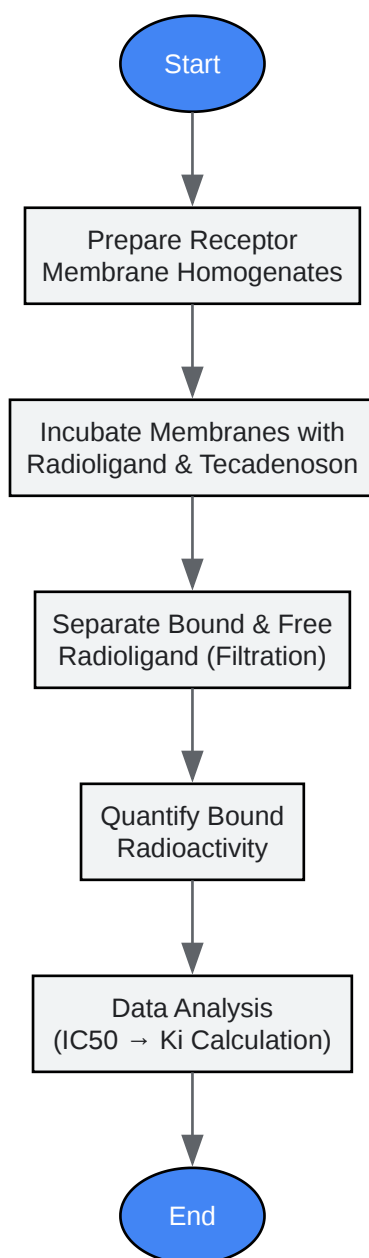 Start
Prepare Receptor
Membrane Homogenates
Incubate Membranes with
Radioligand & Tecadenoson
Separate Bound & Free
Radioligand (Filtration)
Quantify Bound
Radioactivity
Data Analysis
(IC50 → Ki Calculation)
End